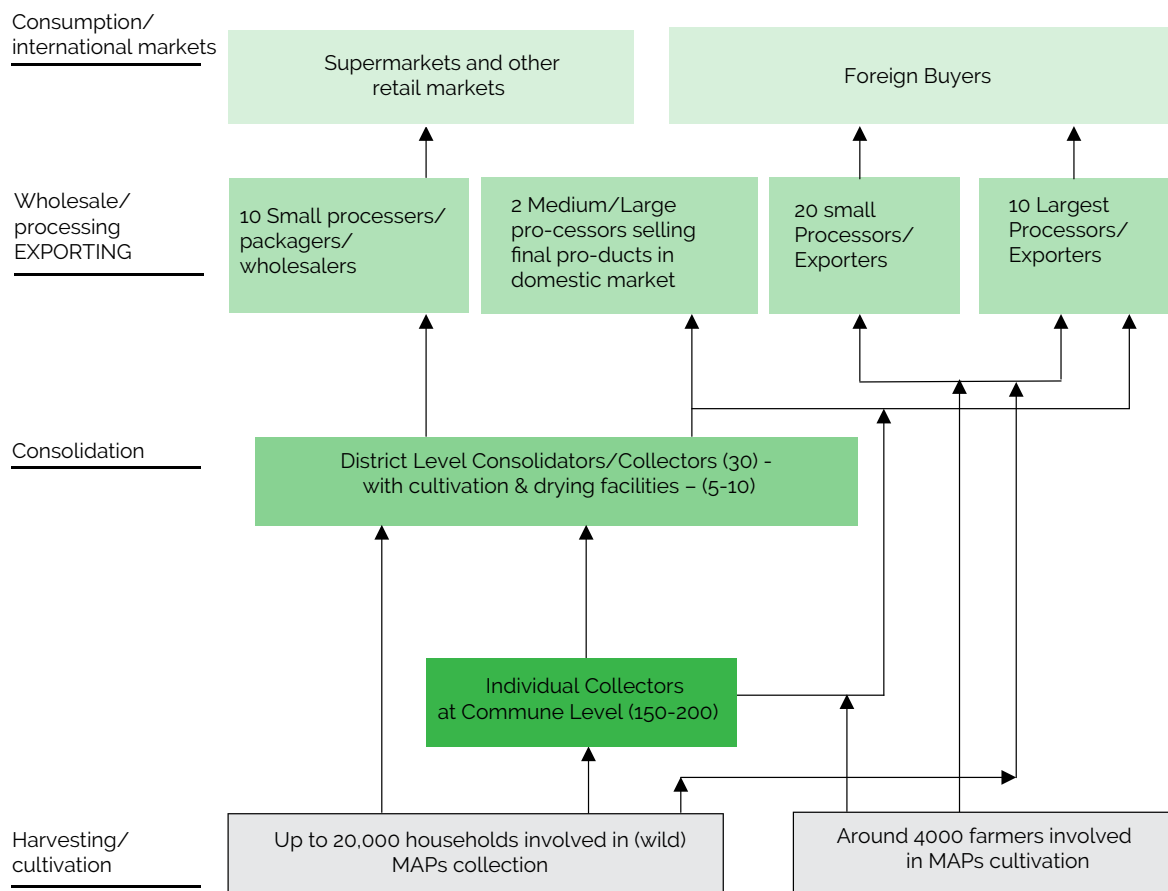 Consumption/
international markets
Supermarkets and other
retail markets
Foreign Buyers
Wholesale/
processing
EXPORTING
10 Small processers/
packagers/
wholesalers
2 Medium/Large
pro-cessors selling
final pro-ducts in
domestic market
20 small
Processors/
Exporters
10 Largest
Processors/
Exporters
Consolidation
District Level Consolidators/Collectors (30) -
with cultivation & drying facilities – (5-10)
Individual Collectors
at Commune Level (150-200)
Harvesting/
cultivation
Up to 20,000 households involved in (wild)
MAPs collection
Around 4000 farmers involved
in MAPs cultivation